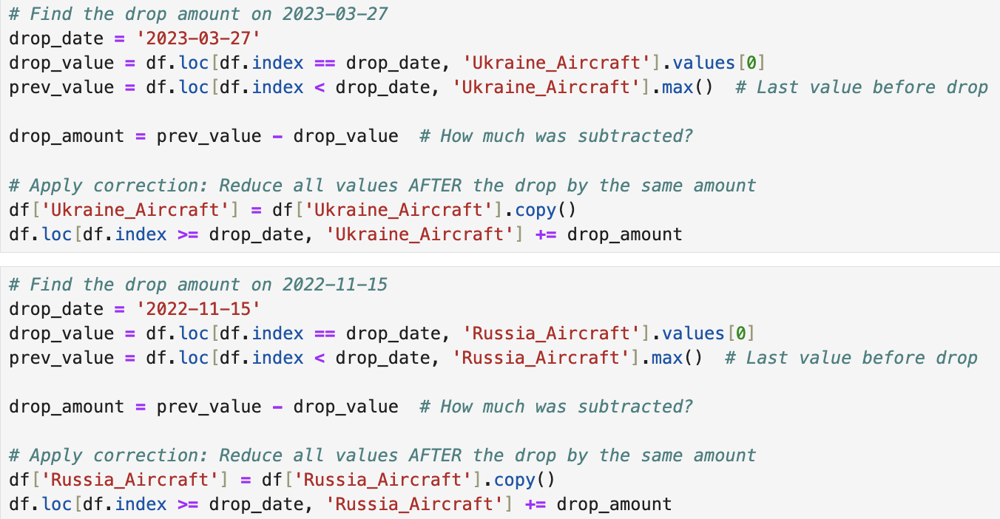 # Find the drop amount on 2023-03-27
drop_date = '2023-03-27'
drop_value = df.loc[df.index == drop_date, 'Ukraine_Aircraft'].values[0]
prev_value = df.loc[df.index < drop_date, 'Ukraine_Aircraft'].max()  # Last value before drop
drop_amount = prev_value - drop_value  # How much was subtracted?
# Apply correction: Reduce all values AFTER the drop by the same amount
df['Ukraine_Aircraft'] = df['Ukraine_Aircraft'].copy()
df.loc[df.index >= drop_date, 'Ukraine_Aircraft'] += drop_amount
# Find the drop amount on 2022-11-15
drop_date = '2022-11-15'
drop_value = df.loc[df.index == drop_date, 'Russia_Aircraft'].values[0]
prev_value = df.loc[df.index < drop_date, 'Russia_Aircraft'].max()  # Last value before drop
drop_amount = prev_value - drop_value  # How much was subtracted?
# Apply correction: Reduce all values AFTER the drop by the same amount
df['Russia_Aircraft'] = df['Russia_Aircraft'].copy()
df.loc[df.index >= drop_date, 'Russia_Aircraft'] += drop_amount